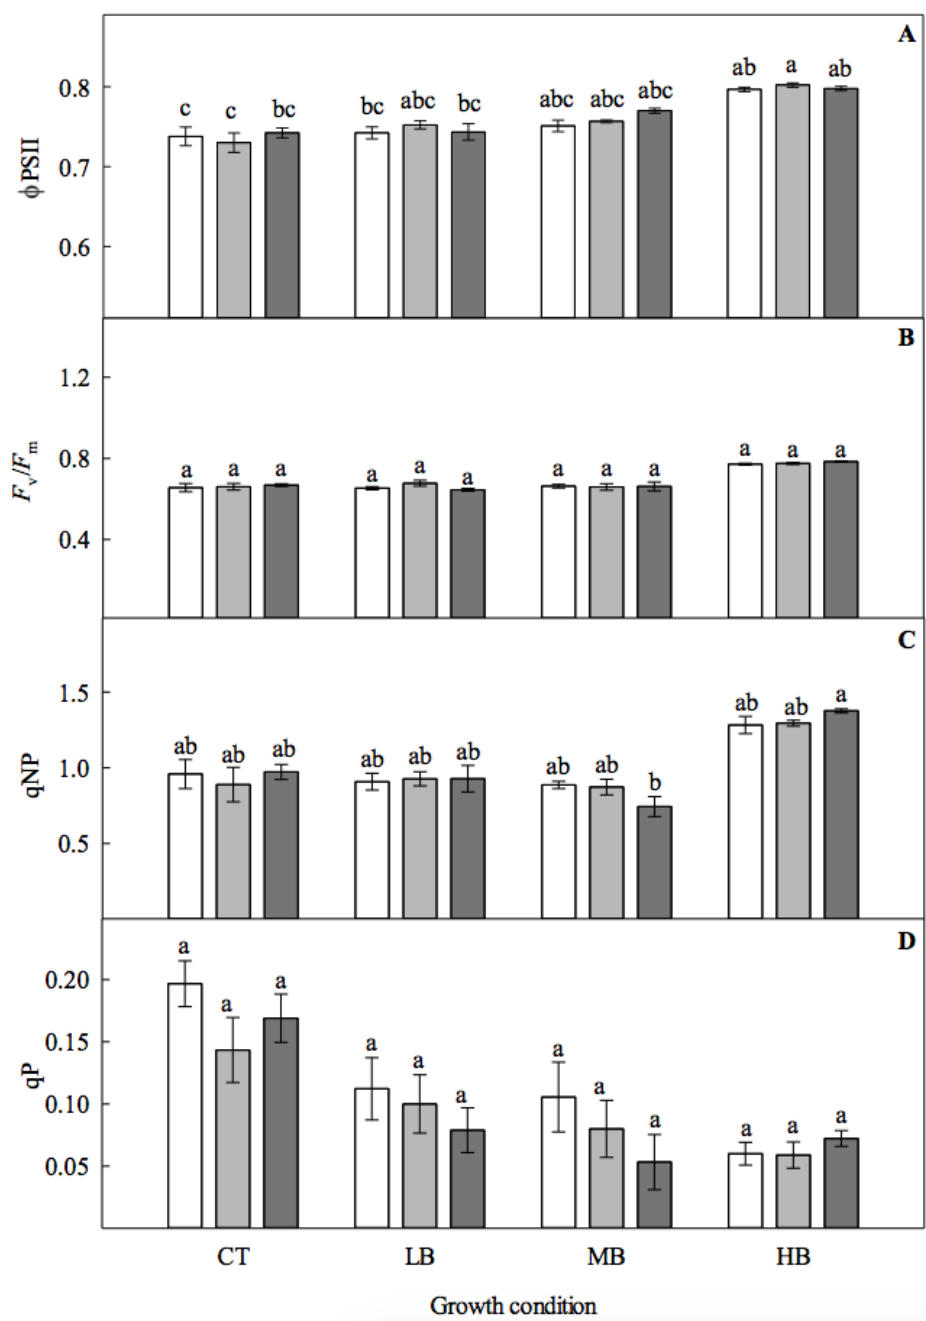 A
ab a ab
0.8
c c bc bc abc bc abc abc abc
0.7
ϕPSII
0.6
B
1.2
0.8
a a a a a a a a a a a a
Fv/Fm
0.4
C
1.5
ab ab a
1.0
ab ab ab ab ab ab ab ab b
qNP
0.5
D
0.20
a a a
0.15
a a a a a a
qP
0.10
a a a
0.05
CT LB MB HB
Growth condition